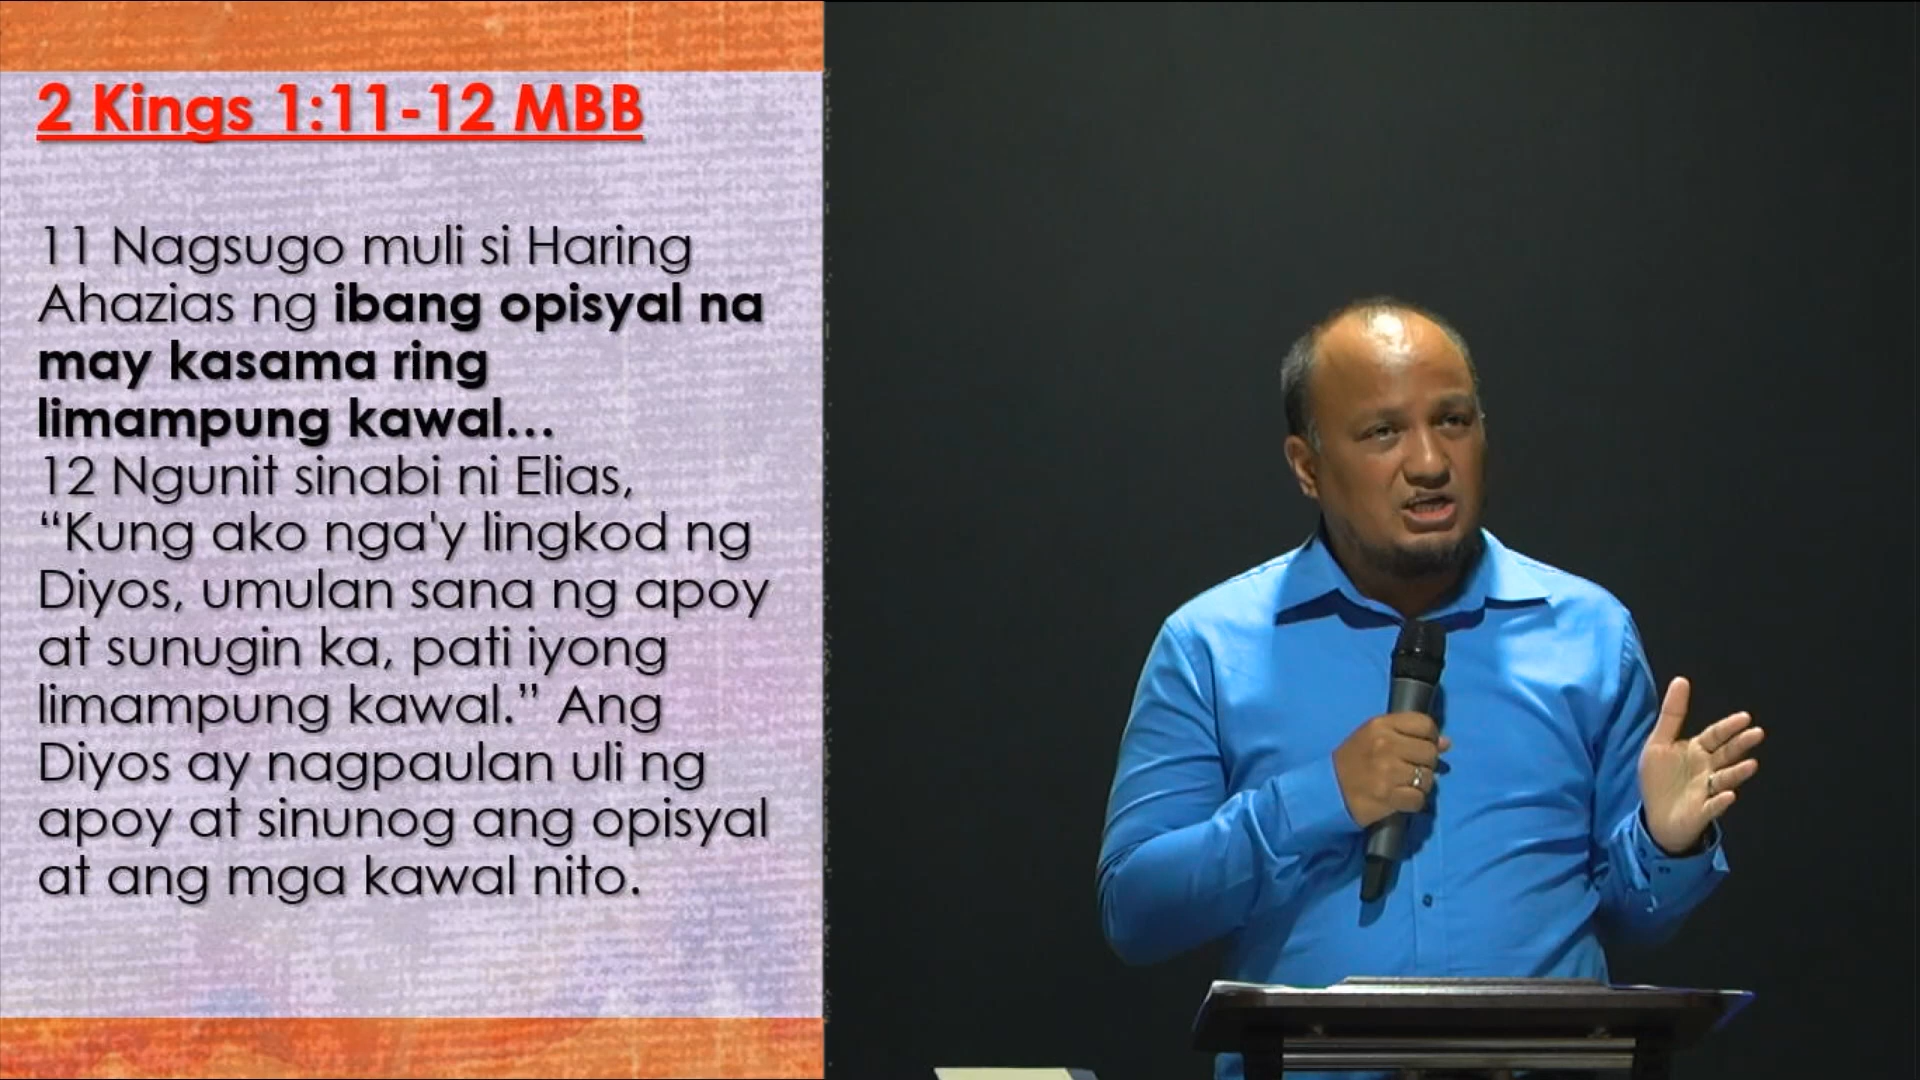 2 Kings 1:11-12 MBB
11 Nagsugo muli si Haring
Ahazias ng ibang opisyal na
may kasama ring
limampung kawal...
12 Ngunit sinabi ni Elias,
“Kung ako nga'y lingkod ng
Diyos, umulan sana ng apoy
at sunugin ka, pati iyong
limampung kawal.” Ang
Diyos ay nagpaulan uli ng
apoy at sinunog ang opisyal
at ang mga kawal nito.